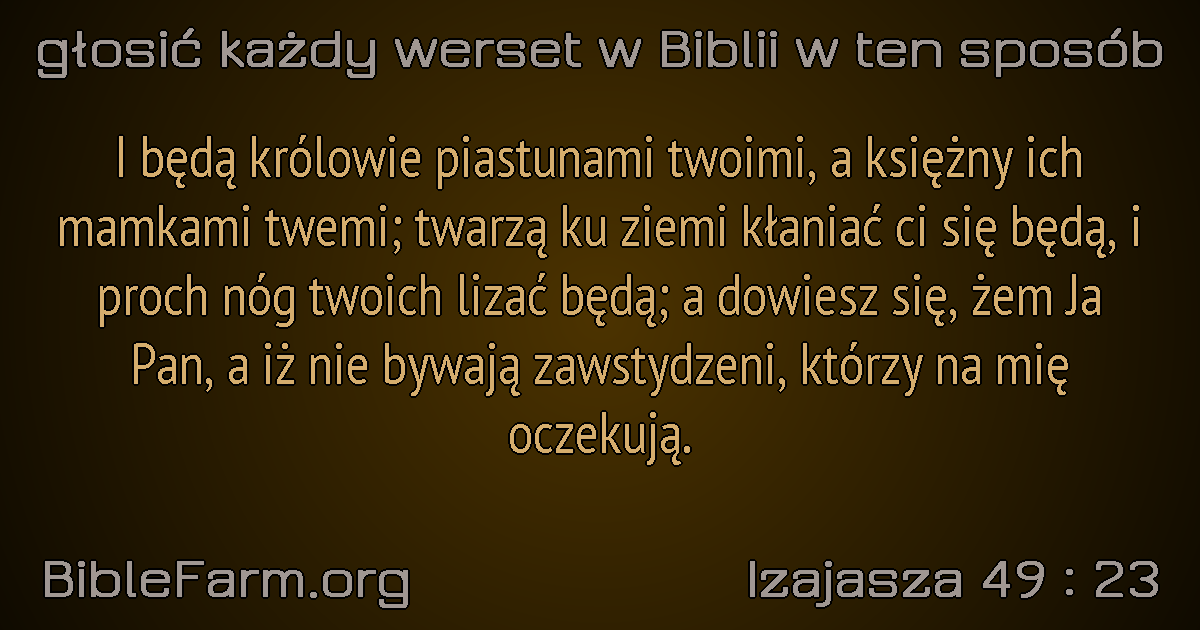 głosić każdy werset w Biblii w ten sposób
I będą królowie piastunami twoimi, a księżny ich
mamkami twemi; twarzą ku ziemi kłaniać ci się będą, i
proch nóg twoich lizać będą; a dowiesz się, żem Ja
Pan, a iż nie bywają zawstydzeni, którzy na mię
oczekują.
BibleFarm.org
Izajasza 49 : 23